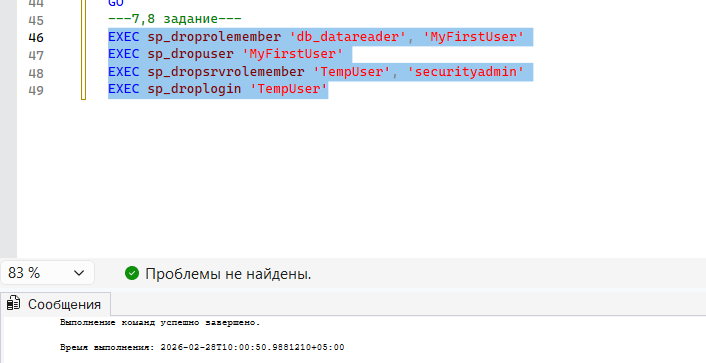 44
GO
45
---7,8 задание---
46
EXEC sp_droprolemember 'db_datareader', 'MyFirstUser'
47
EXEC sp_dropuser 'MyFirstUser'
48
EXEC sp_dropsrvrolemember 'TempUser', 'securityadmin'
49
EXEC sp_droplogin 'TempUser'
83 %
Проблемы не найдены.
Сообщения
Выполнение команд успешно завершено.
Время выполнения: 2026-02-28T10:00:50.9881210+05:00